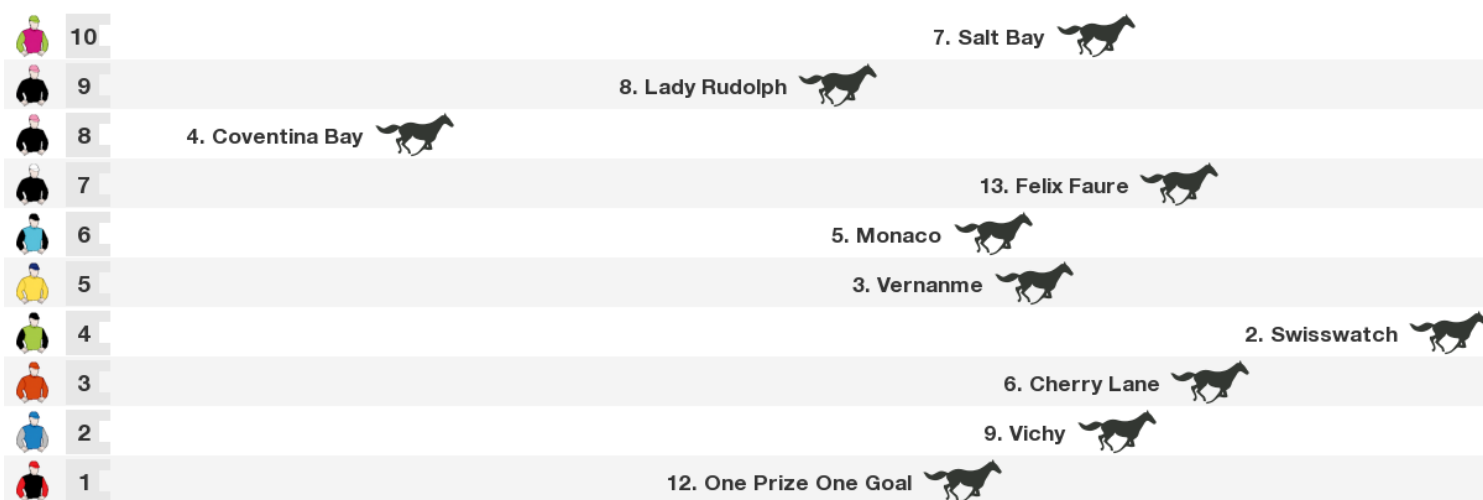 10 7. Salt Bay
9 8. Lady Rudolph
8 4. Coventina Bay
7 13. Felix Faure
6 5. Monaco
5 3. Vernanme
4 2. Swisswatch
3 6. Cherry Lane
2 9. Vichy
1 12. One Prize One Goal